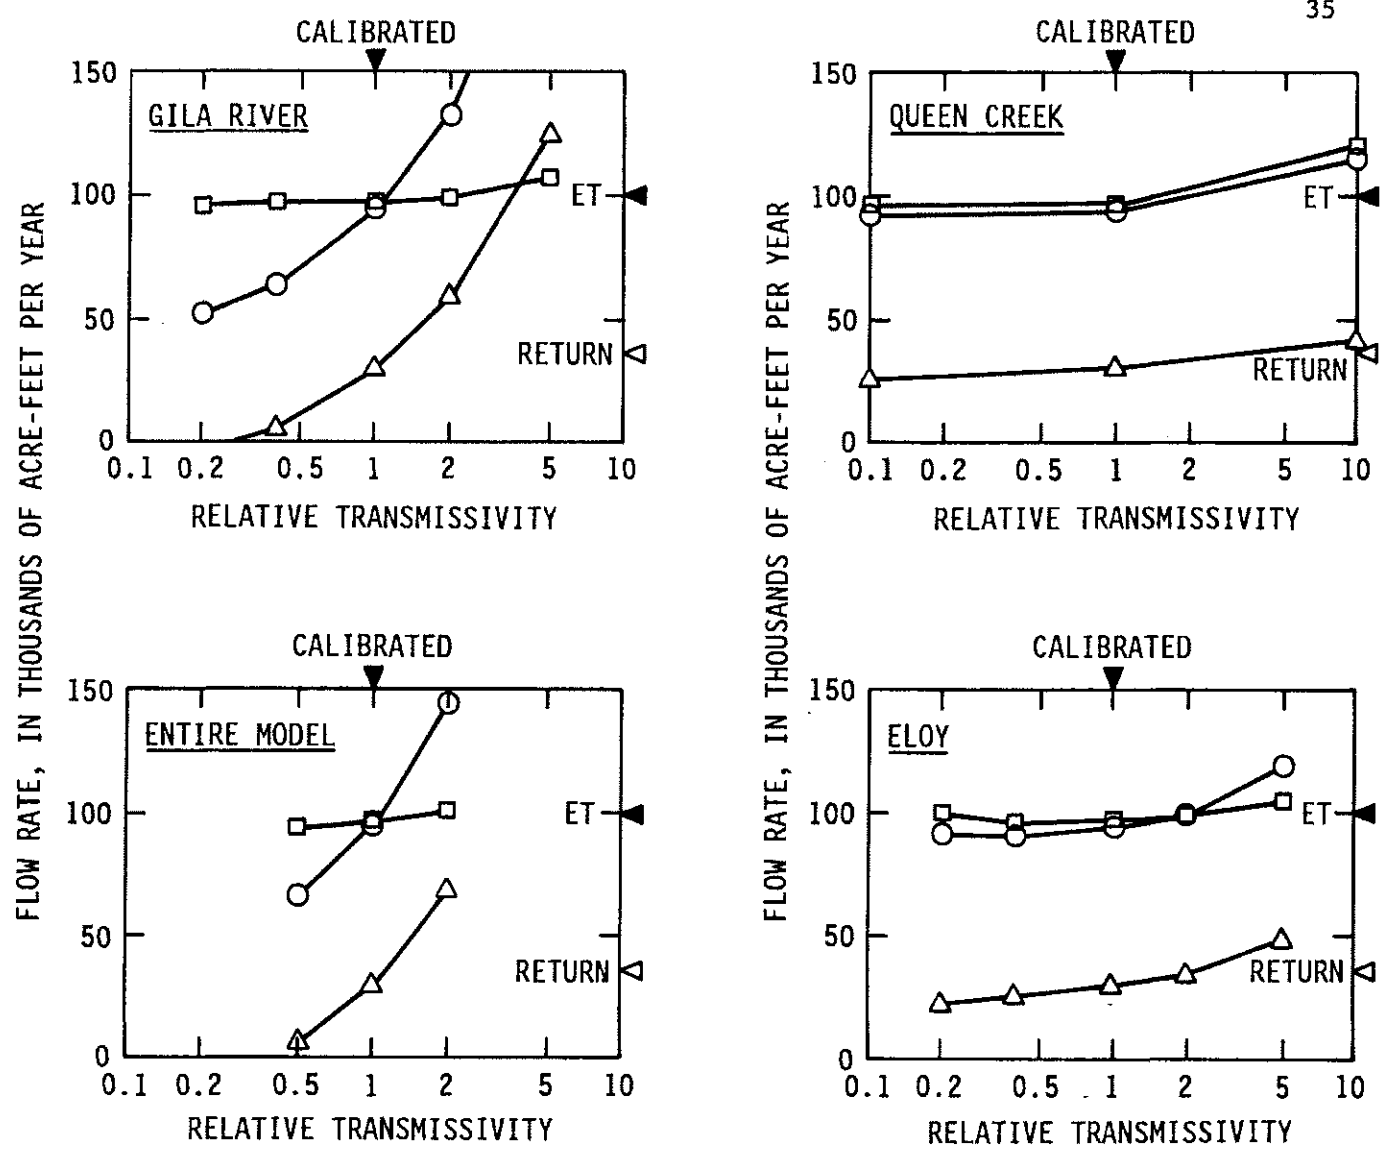 35
CALIBRATED
150
GILA RIVER
100
ET
50
RETURN
0
0.1 0.2 0.5 1 2 5 10
RELATIVE TRANSMISSIVITY
FLOW RATE, IN THOUSANDS OF ACRE-FEET PER YEAR
CALIBRATED
150
QUEEN CREEK
100
ET
50
RETURN
0
0.1 0.2 0.5 1 2 5 10
RELATIVE TRANSMISSIVITY
FLOW RATE, IN THOUSANDS OF ACRE-FEET PER YEAR
CALIBRATED
150
ENTIRE MODEL
100
ET
50
RETURN
0
0.1 0.2 0.5 1 2 5 10
RELATIVE TRANSMISSIVITY
CALIBRATED
150
ELOY
100
ET
50
RETURN
0
0.1 0.2 0.5 1 2 5 10
RELATIVE TRANSMISSIVITY